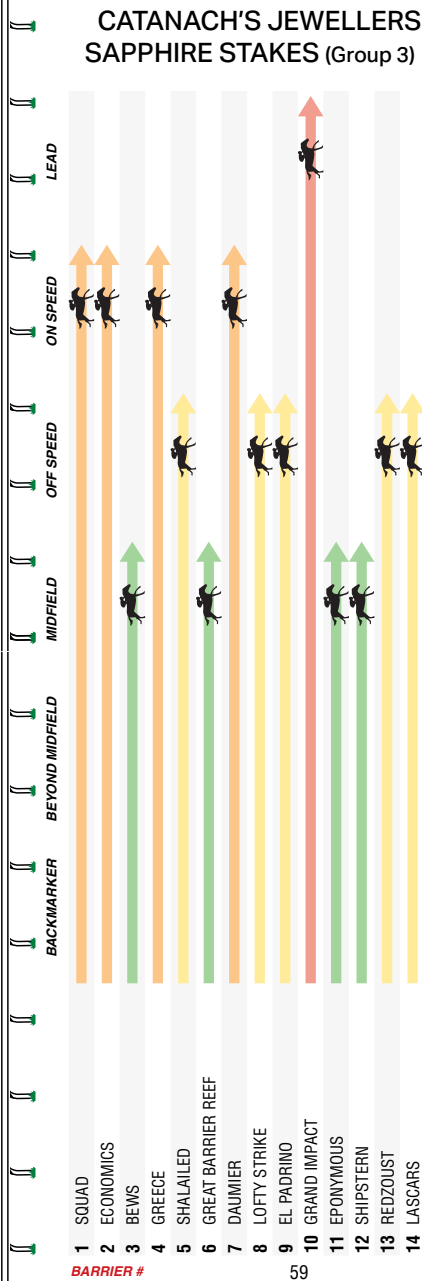 CATANACH'S JEWELLERS
SAPPHIRE STAKES (Group 3)
LEAD
ON SPEED
OFF SPEED
MIDFIELD
BEYOND MIDFIELD
BACKMARKER
1 SQUAD
2 ECONOMICS
3 BEWS
4 GREECE
5 SHALAILED
6 GREAT BARRIER REEF
7 DAUMIER
8 LOFTY STRIKE
9 EL PADRINO
10 GRAND IMPACT
11 EPONYMOUS
12 SHIPSTERN
13 REDZOUST
14 LASCARS
BARRIER #
59